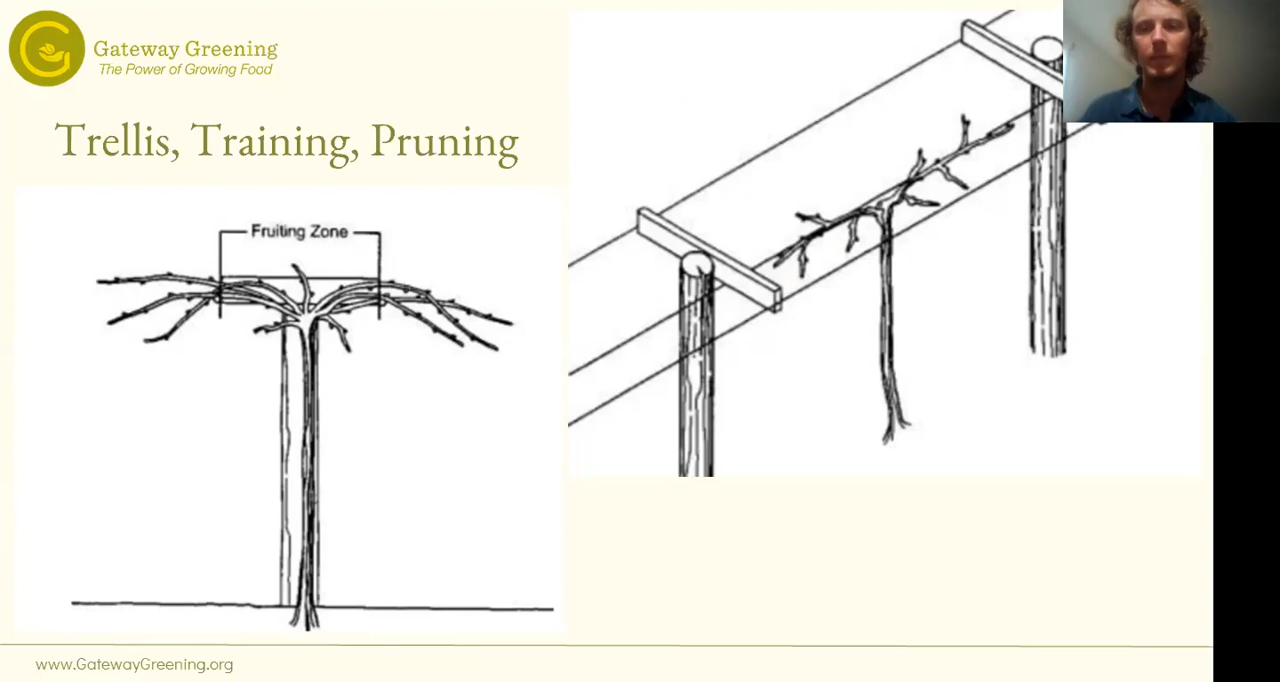 Gateway Greening
The Power of Growing Food
Trellis, Training, Pruning
Fruiting Zone
www.GatewayGreening.org